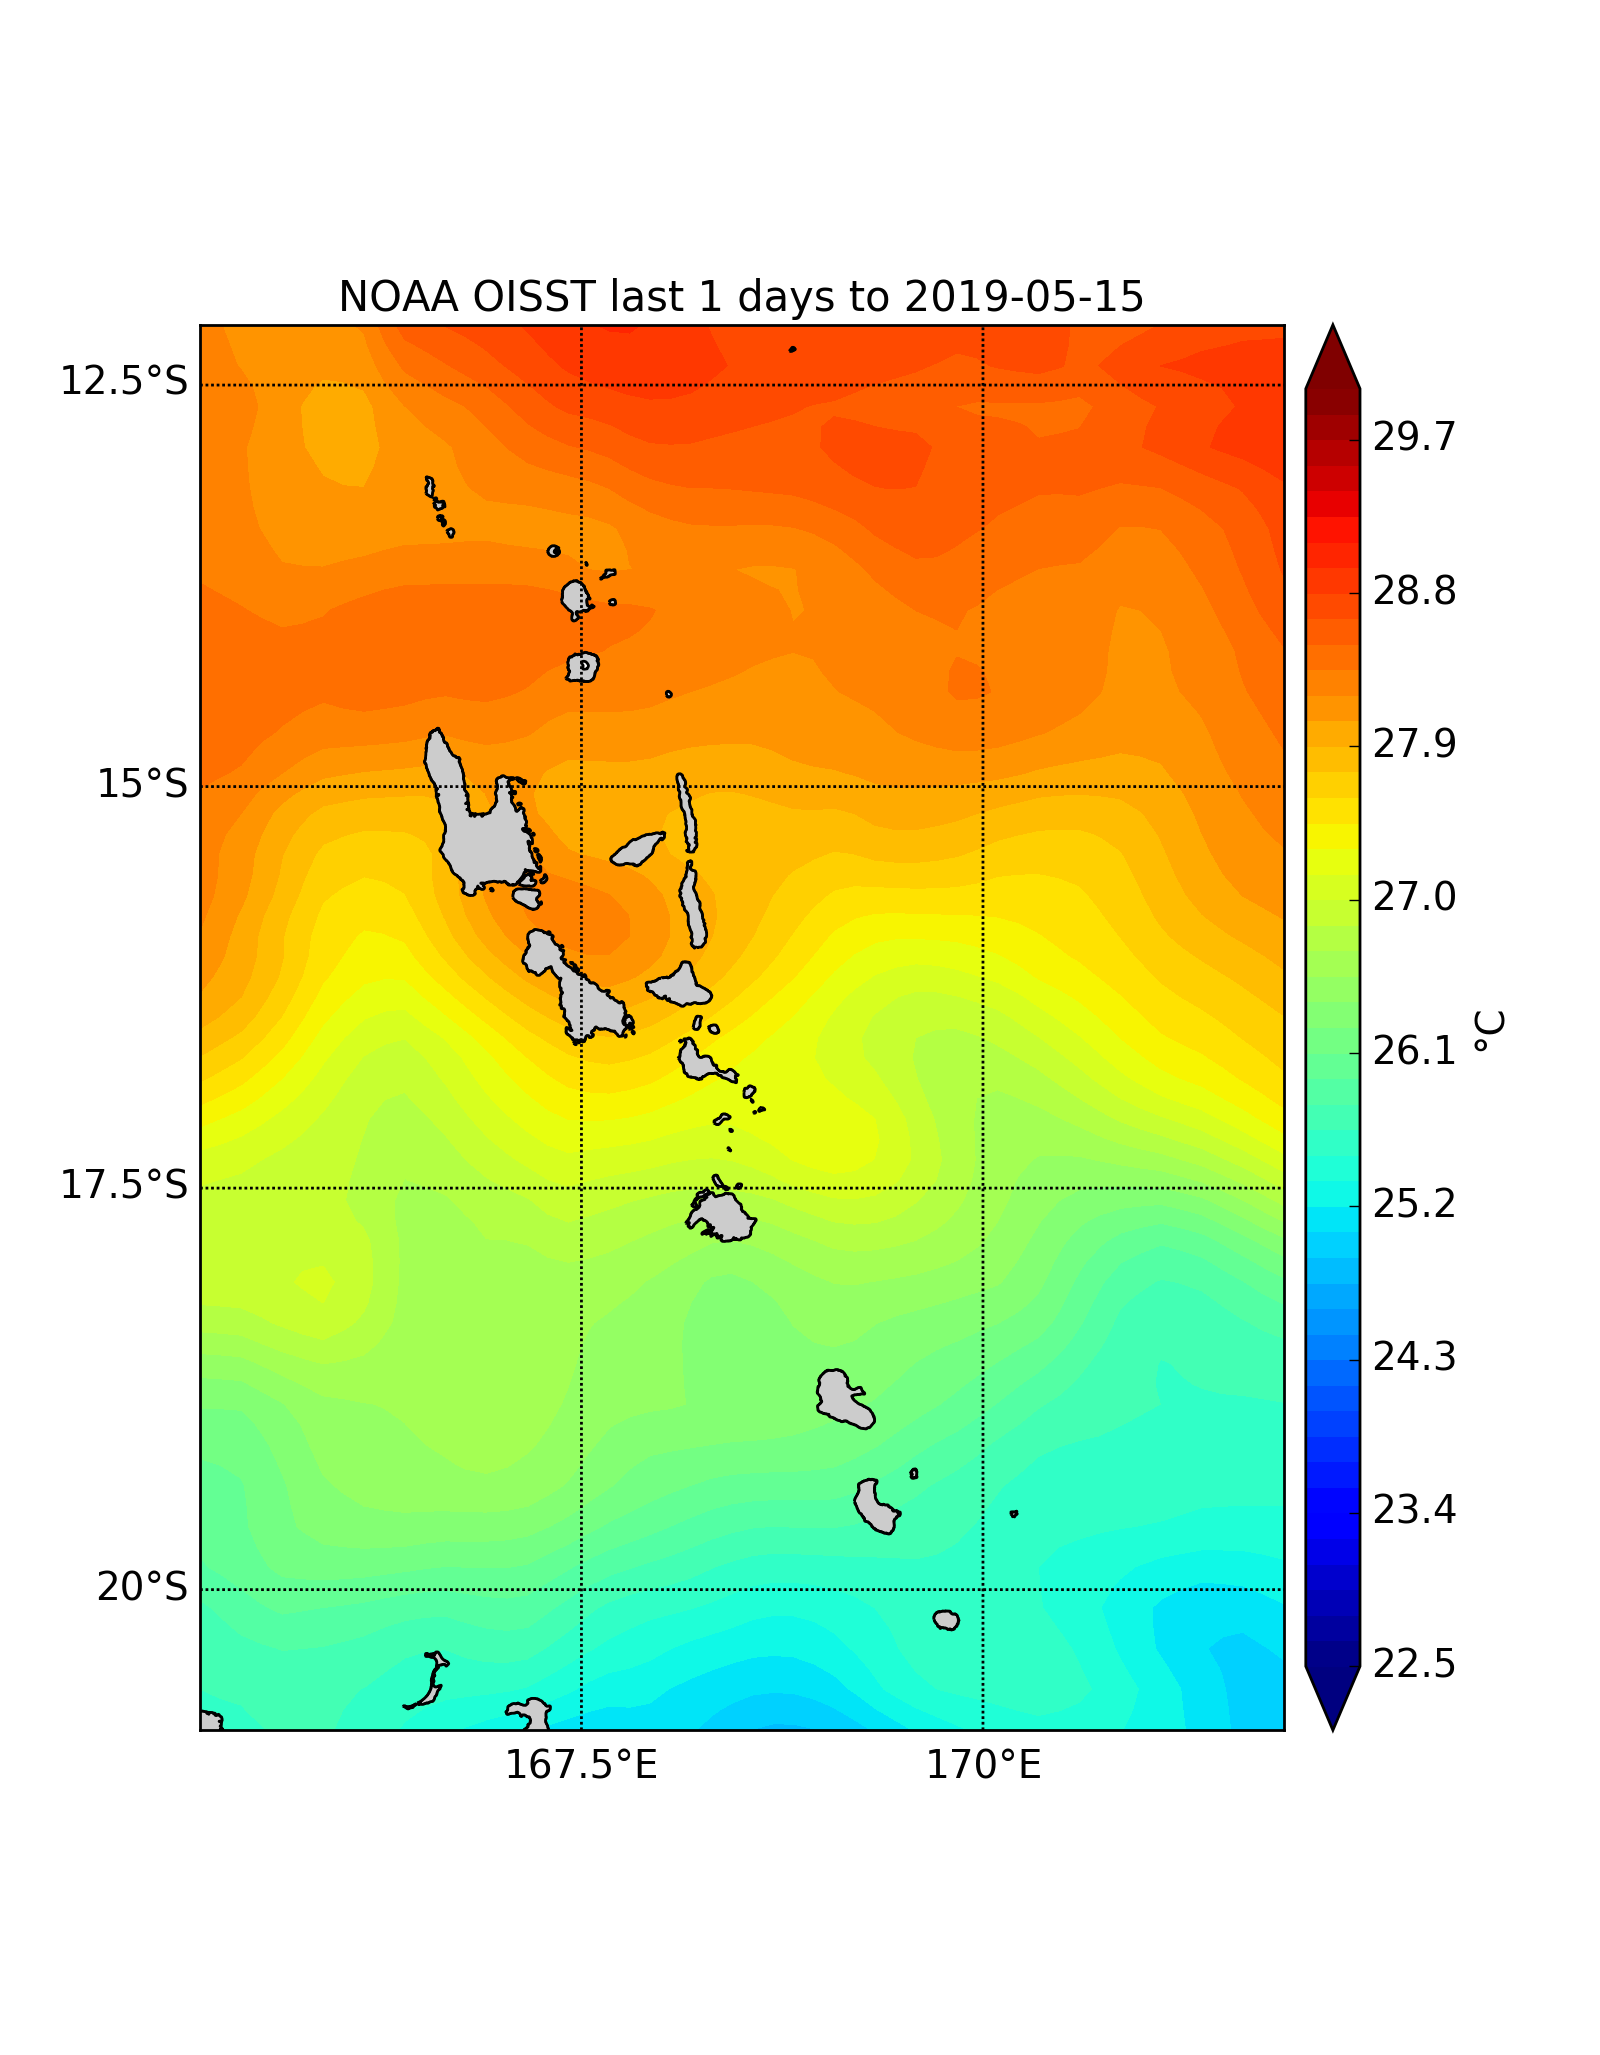 NOAA OISST last 1 days to 2019-05-15
12.5°S
15°S
17.5°S
20°S
167.5°E
170°E
29.7
28.8
27.9
27.0
26.1
25.2
24.3
23.4
22.5
°C